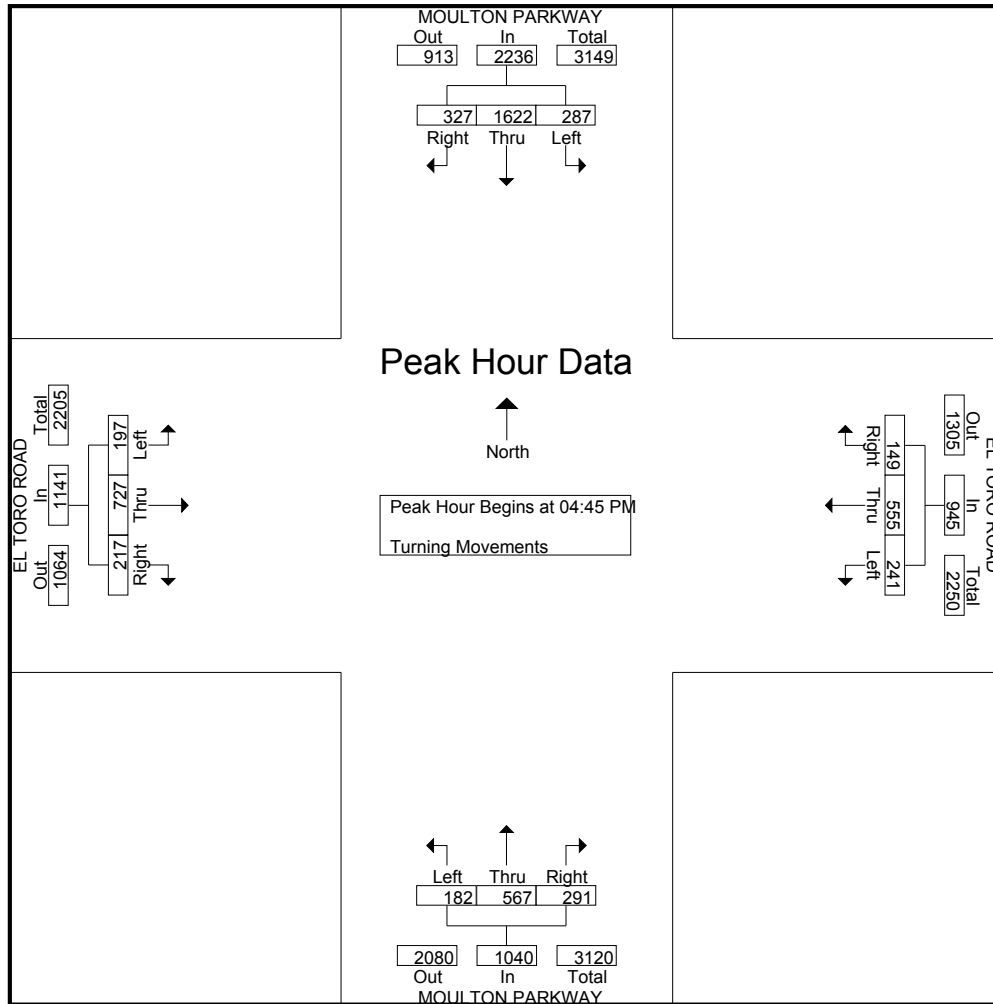 MOULTON PARKWAY
Out In Total
913 2236 3149
327 1622 287
Right Thru Left
Peak Hour Data
North
Peak Hour Begins at 04:45 PM
Turning Movements
EL TORO ROAD
Out In Total
1064 1141 2205
217 727 197
Right Thru Left
EL TORO ROAD
Out In Total
1305 945 2250
149 555 241
Right Thru Left
Left Thru Right
182 567 291
2080 1040 3120
Out In Total
MOULTON PARKWAY